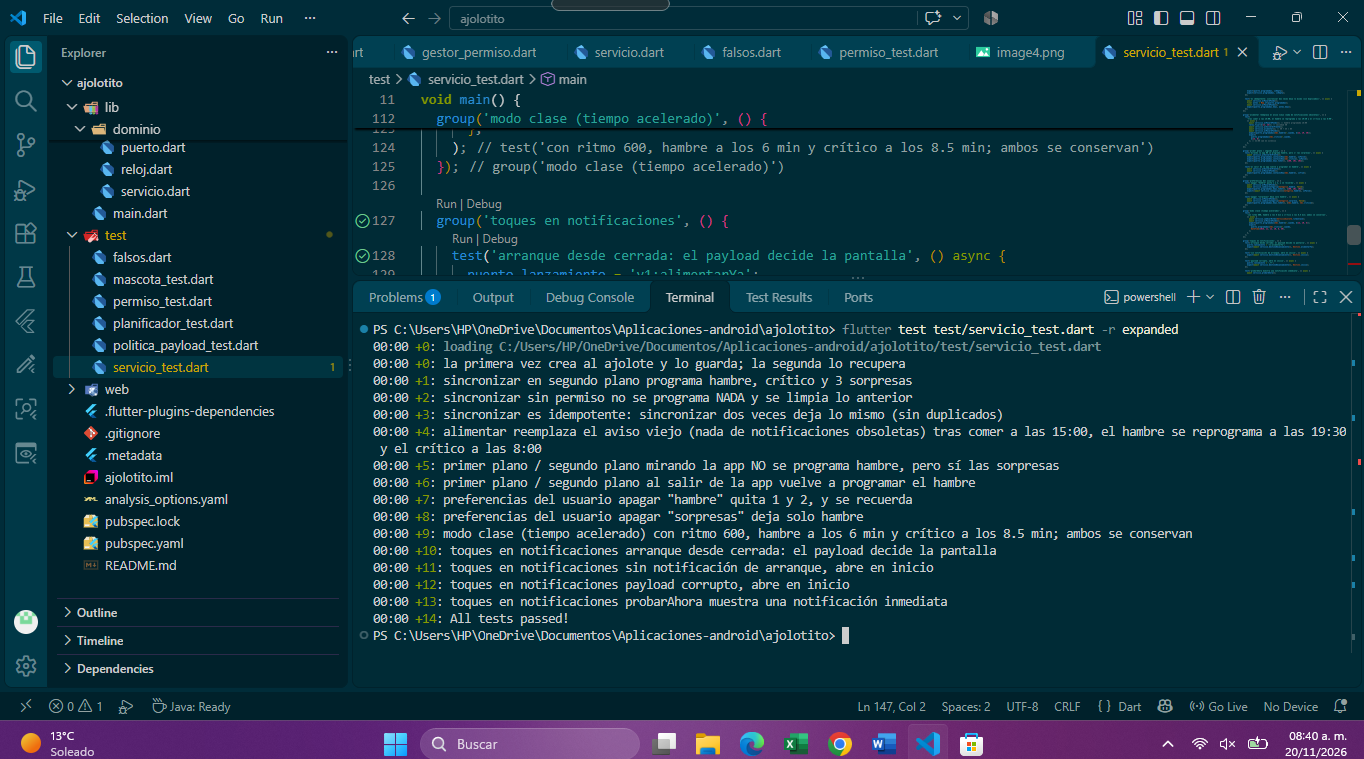 File Edit Selection View Go Run ··· ajolotito
Explorer ···
ajolotito
lib
dominio
puerto.dart
reloj.dart
servicio.dart
main.dart
test
falsos.dart
mascota_test.dart
permiso_test.dart
planificador_test.dart
politica_payload_test.dart
servicio_test.dart 1
web
.flutter-plugins-dependencies
.gitignore
.metadata
ajolotito.iml
analysis_options.yaml
pubspec.lock
pubspec.yaml
README.md
Outline
Timeline
Dependencies
rt gestor_permiso.dart servicio.dart falsos.dart permiso_test.dart image4.png servicio_test.dart 1
test > servicio_test.dart > main
11 void main() {
112 group('modo clase (tiempo acelerado)', () {
123 },
124 ); // test('con ritmo 600, hambre a los 6 min y crítico a los 8.5 min; ambos se conservan')
125 }); // group('modo clase (tiempo acelerado)')
126
Run | Debug
127 group('toques en notificaciones', () {
Run | Debug
128 test('arranque desde cerrada: el payload decide la pantalla', () async {
129 puerto.lanzamiento = 'v1:alimentarYa';
Problems 1 Output Debug Console Terminal Test Results Ports powershell
PS C:\Users\HP\OneDrive\Documentos\Aplicaciones-android\ajolotito> flutter test test/servicio_test.dart -r expanded
00:00 +0: loading C:/Users/HP/OneDrive/Documentos/Aplicaciones-android/ajolotito/test/servicio_test.dart
00:00 +0: la primera vez crea al ajolote y lo guarda; la segunda lo recupera
00:00 +1: sincronizar en segundo plano programa hambre, crítico y 3 sorpresas
00:00 +2: sincronizar sin permiso no se programa NADA y se limpia lo anterior
00:00 +3: sincronizar es idempotente: sincronizar dos veces deja lo mismo (sin duplicados)
00:00 +4: alimentar reemplaza el aviso viejo (nada de notificaciones obsoletas) tras comer a las 15:00, el hambre se reprograma a las 19:30
y el crítico a las 8:00
00:00 +5: primer plano / segundo plano mirando la app NO se programa hambre, pero sí las sorpresas
00:00 +6: primer plano / segundo plano al salir de la app vuelve a programar el hambre
00:00 +7: preferencias del usuario apagar "hambre" quita 1 y 2, y se recuerda
00:00 +8: preferencias del usuario apagar "sorpresas" deja solo hambre
00:00 +9: modo clase (tiempo acelerado) con ritmo 600, hambre a los 6 min y crítico a los 8.5 min; ambos se conservan
00:00 +10: toques en notificaciones arranque desde cerrada: el payload decide la pantalla
00:00 +11: toques en notificaciones sin notificación de arranque, abre en inicio
00:00 +12: toques en notificaciones payload corrupto, abre en inicio
00:00 +13: toques en notificaciones probarAhora muestra una notificación inmediata
00:00 +14: All tests passed!
PS C:\Users\HP\OneDrive\Documentos\Aplicaciones-android\ajolotito>
0 1 Java: Ready Ln 147, Col 2 Spaces: 2 UTF-8 CRLF { } Dart Go Live No Device
13°C
Soleado
Buscar
08:40 a. m.
20/11/2026